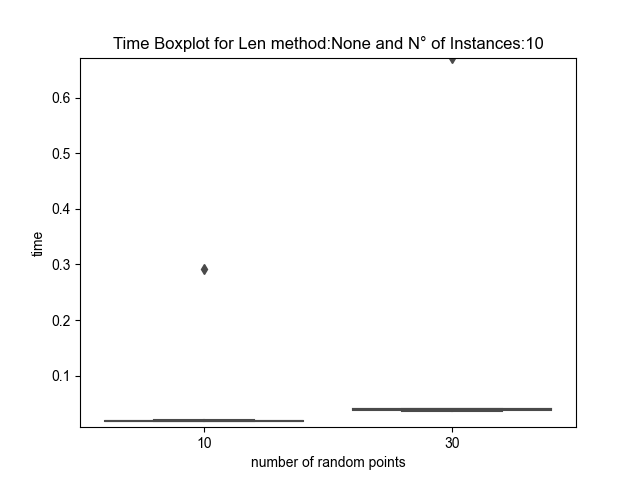 Time Boxplot for Len method:None and N° of Instances:10
0.6
0.5
0.4
0.3
0.2
0.1
time
10 30
number of random points